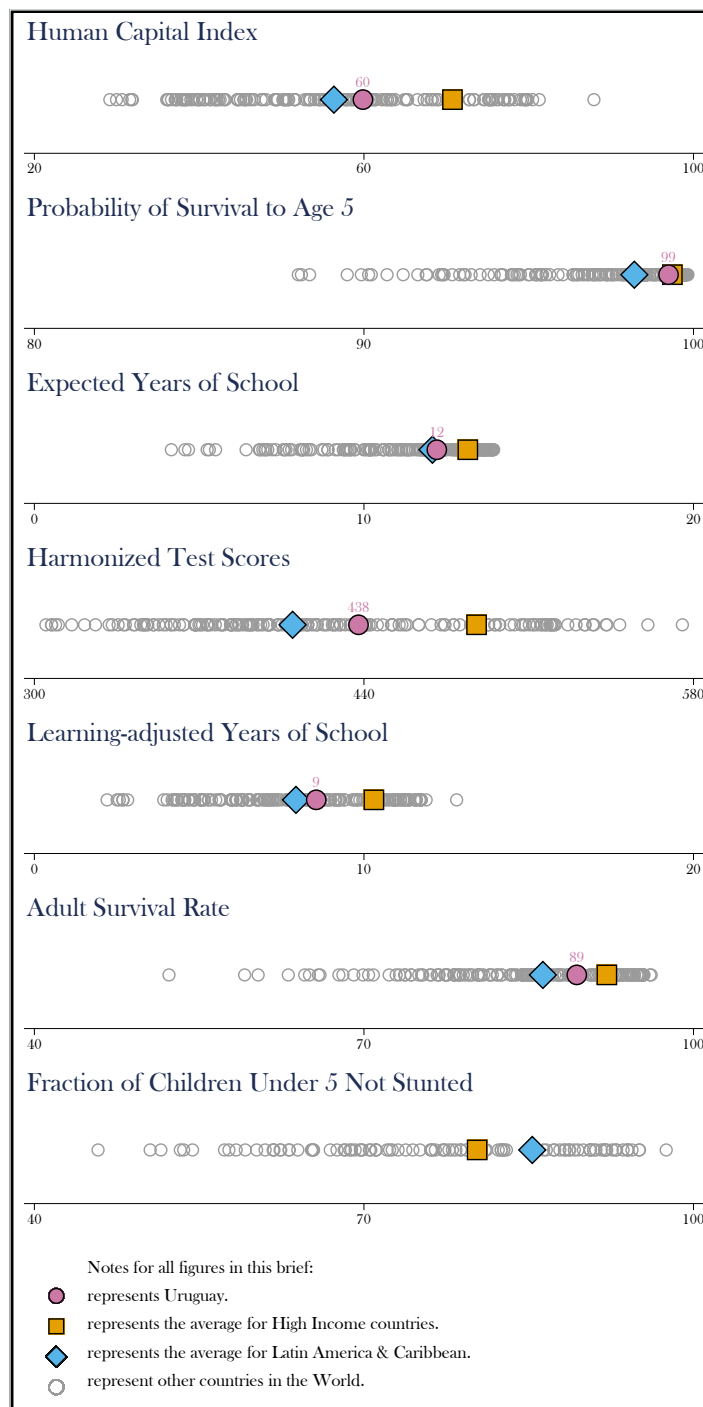 Human Capital Index
60
20 60 100
Probability of Survival to Age 5
99
80 90 100
Expected Years of School
12
0 10 20
Harmonized Test Scores
438
300 440 580
Learning-adjusted Years of School
9
0 10 20
Adult Survival Rate
89
40 70 100
Fraction of Children Under 5 Not Stunted
40 70 100
Notes for all figures in this brief:
represents Uruguay.
represents the average for High Income countries.
represents the average for Latin America & Caribbean.
represent other countries in the World.